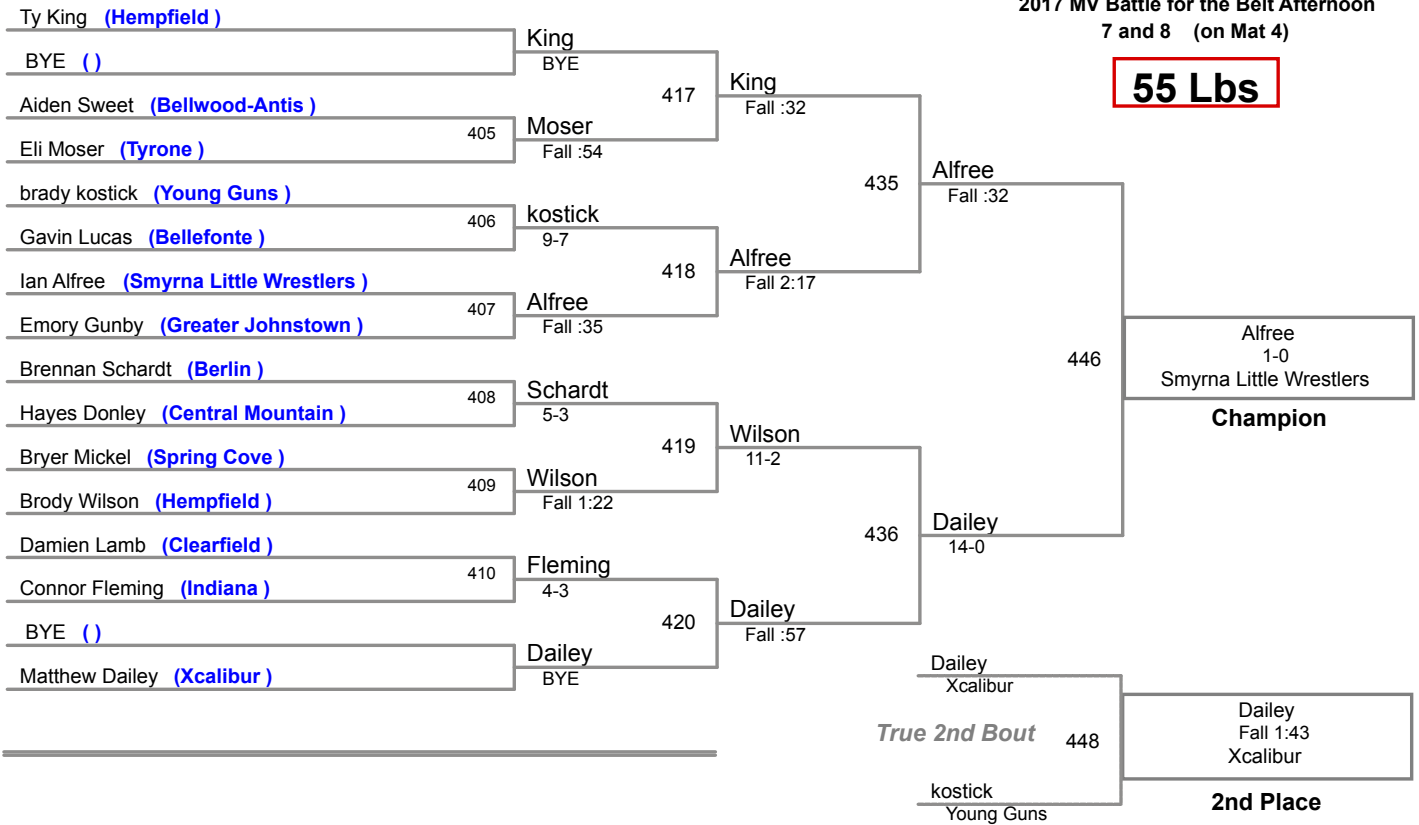 2017 MV Battle for the Belt Afternoon
7 and 8 (on Mat 4)
55 Lbs
Ty King (Hempfield )
BYE ( )
Aiden Sweet (Bellwood-Antis )
Eli Moser (Tyrone )
brady kostick (Young Guns )
Gavin Lucas (Bellefonte )
Ian Alfree (Smyrna Little Wrestlers )
Emory Gunby (Greater Johnstown )
Brennan Schardt (Berlin )
Hayes Donley (Central Mountain )
Bryer Mickel (Spring Cove )
Brody Wilson (Hempfield )
Damien Lamb (Clearfield )
Connor Fleming (Indiana )
BYE ( )
Matthew Dailey (Xcalibur )
405
406
407
408
409
410
King
BYE
Moser
Fall :54
kostick
9-7
Alfree
Fall :35
Schardt
5-3
Wilson
Fall 1:22
Fleming
4-3
Dailey
BYE
417
418
419
420
King
Fall :32
Alfree
Fall 2:17
Wilson
11-2
Dailey
Fall :57
435
436
Alfree
Fall :32
Dailey
14-0
446
Alfree
1-0
Smyrna Little Wrestlers
Champion
Dailey
Xcalibur
True 2nd Bout
448
kostick
Young Guns
Dailey
Fall 1:43
Xcalibur
2nd Place